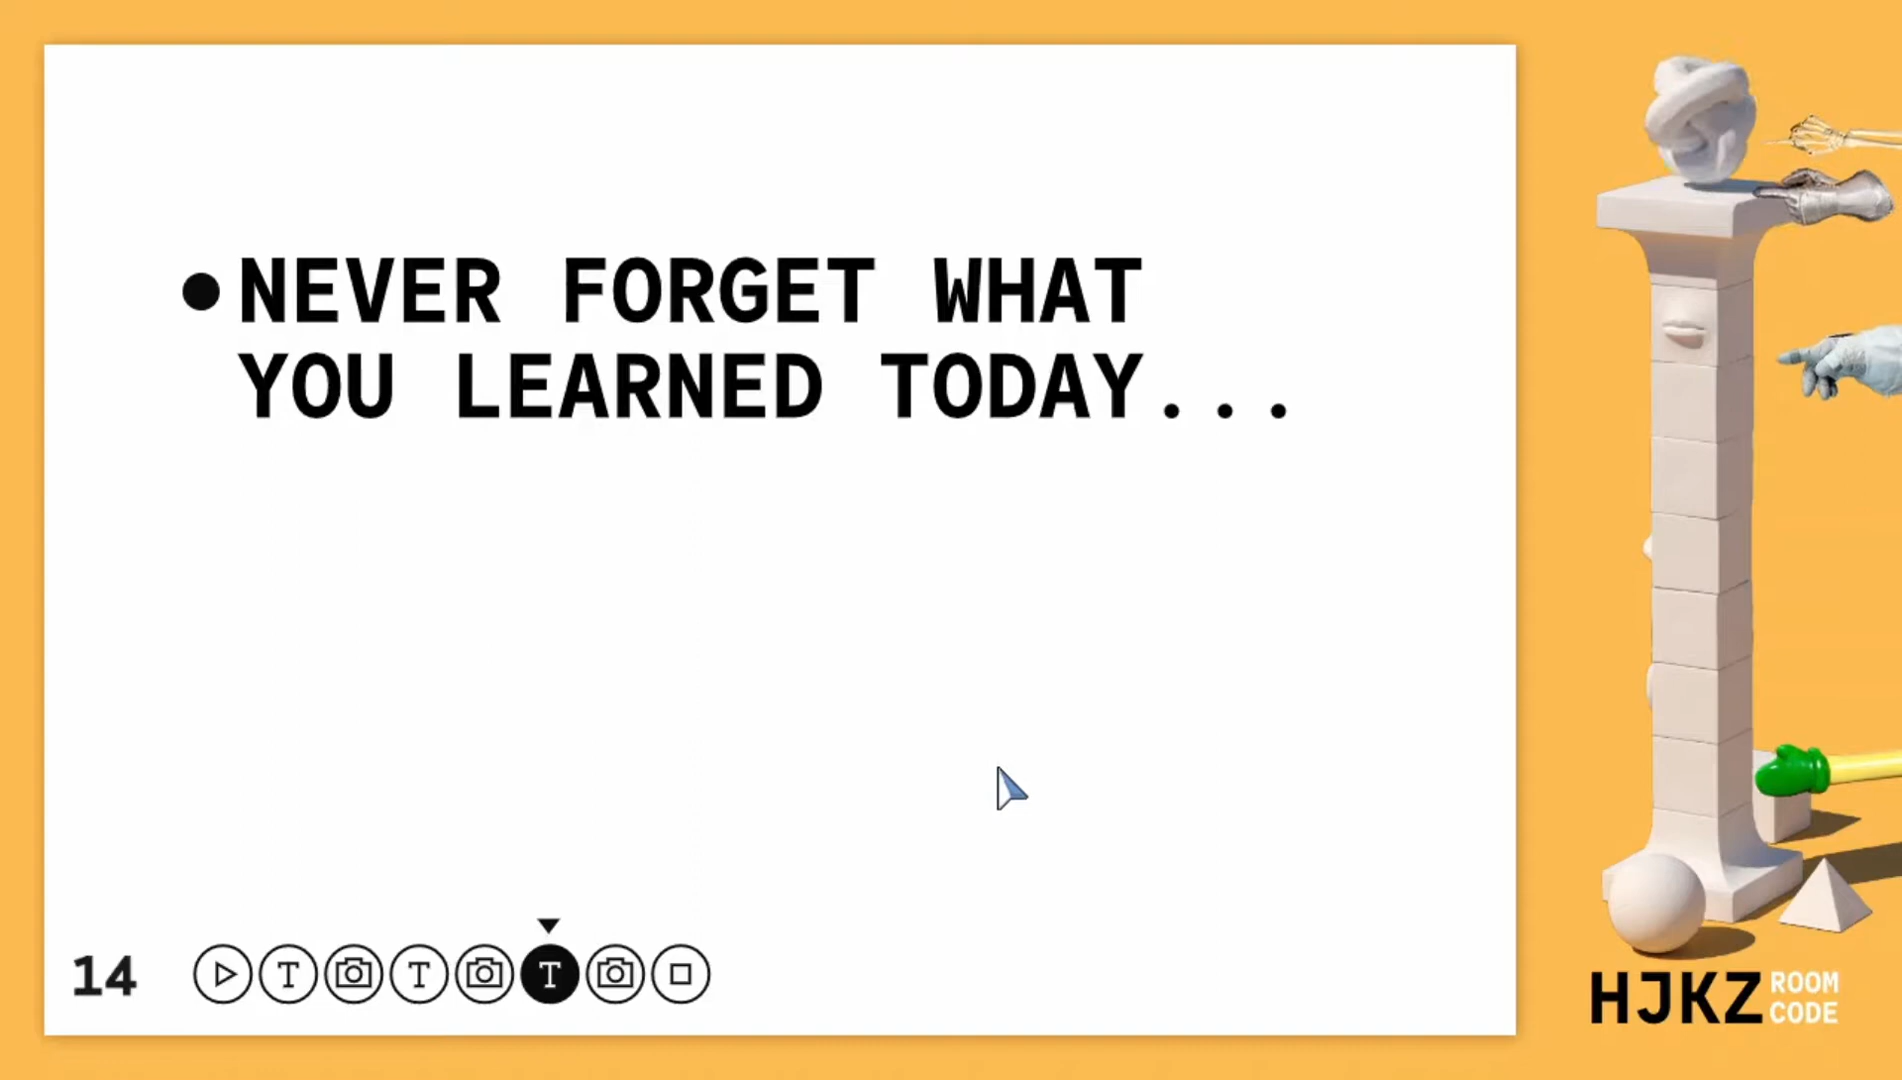 ● NEVER FORGET WHAT
YOU LEARNED TODAY...
14 T T T
HJKZ ROOM CODE